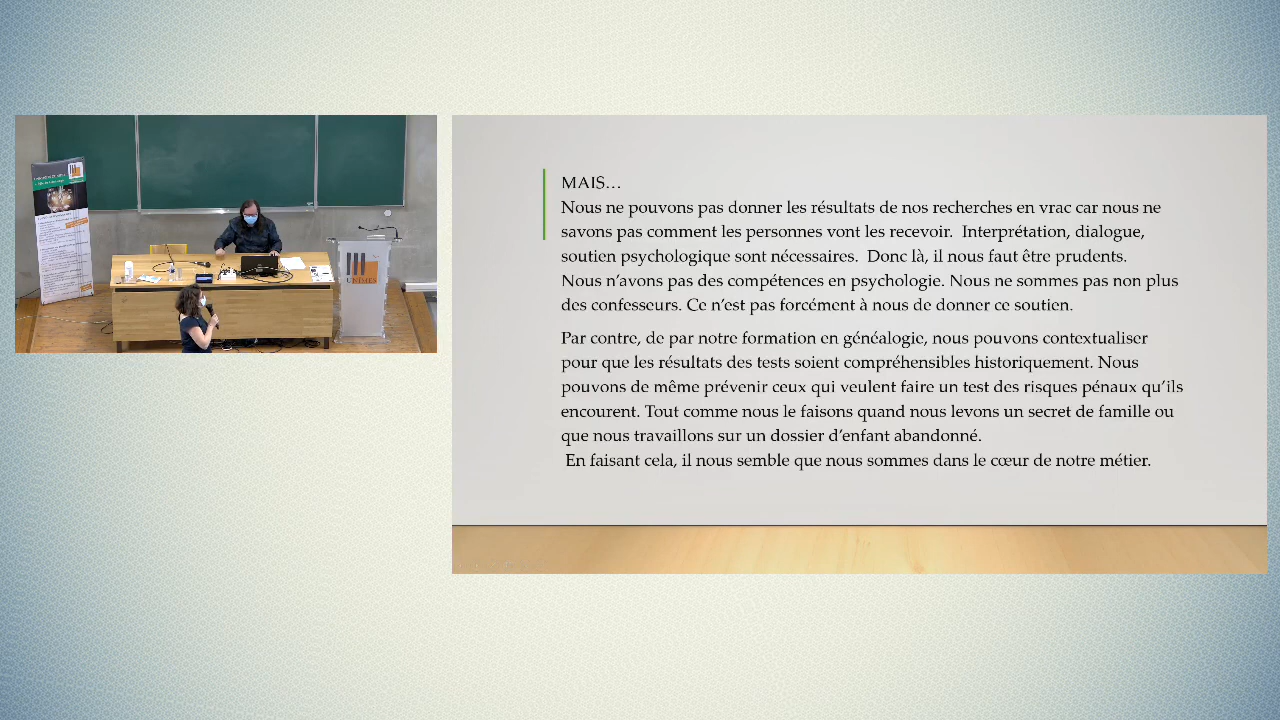 MAIS…
Nous ne pouvons pas donner les résultats de nos recherches en vrac car nous ne
savons pas comment les personnes vont les recevoir.  Interprétation, dialogue,
soutien psychologique sont nécessaires.  Donc là, il nous faut être prudents.
Nous n’avons pas des compétences en psychologie. Nous ne sommes pas non plus
des confesseurs. Ce n’est pas forcément à nous de donner ce soutien.
Par contre, de par notre formation en généalogie, nous pouvons contextualiser
pour que les résultats des tests soient compréhensibles historiquement. Nous
pouvons de même prévenir ceux qui veulent faire un test des risques pénaux qu’ils
encourent. Tout comme nous le faisons quand nous levons un secret de famille ou
que nous travaillons sur un dossier d’enfant abandonné.
En faisant cela, il nous semble que nous sommes dans le cœur de notre métier.
UNIMES